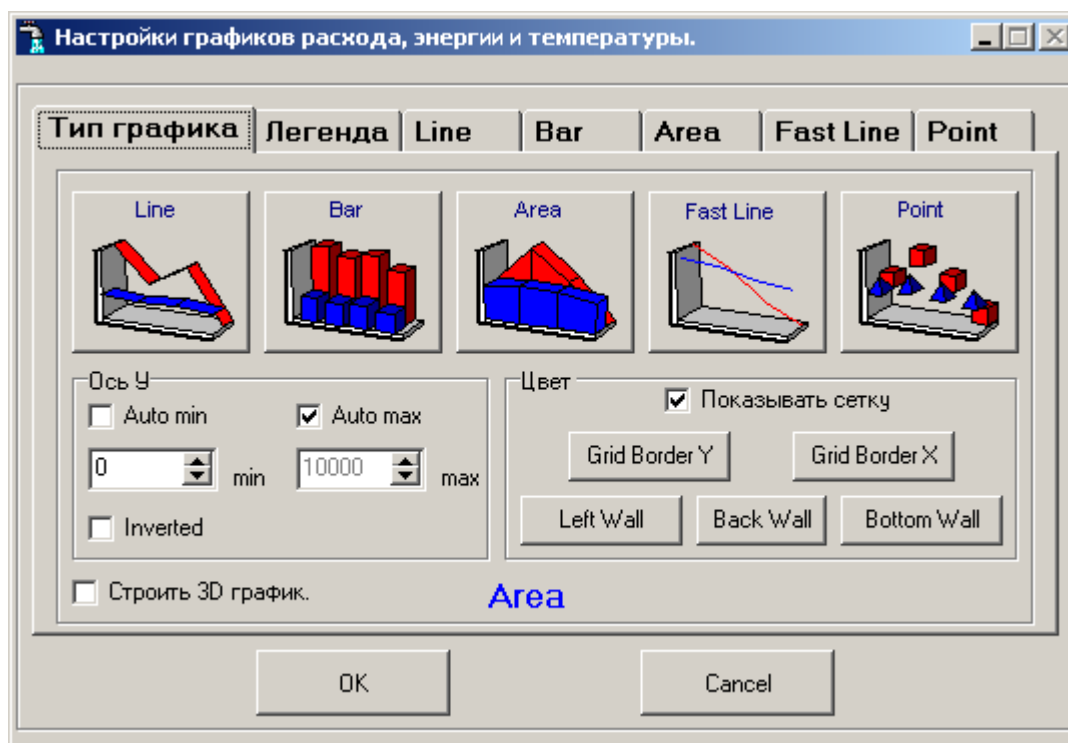 Настройки графиков расхода, энергии и температуры.
Тип графика Легенда Line Bar Area Fast Line Point
Line Bar Area Fast Line Point
Ось У
Auto min Auto max
0 min 10000 max
Inverted
Цвет
Показывать сетку
Grid Border Y Grid Border X
Left Wall Back Wall Bottom Wall
Строить 3D график.
Area
OK Cancel